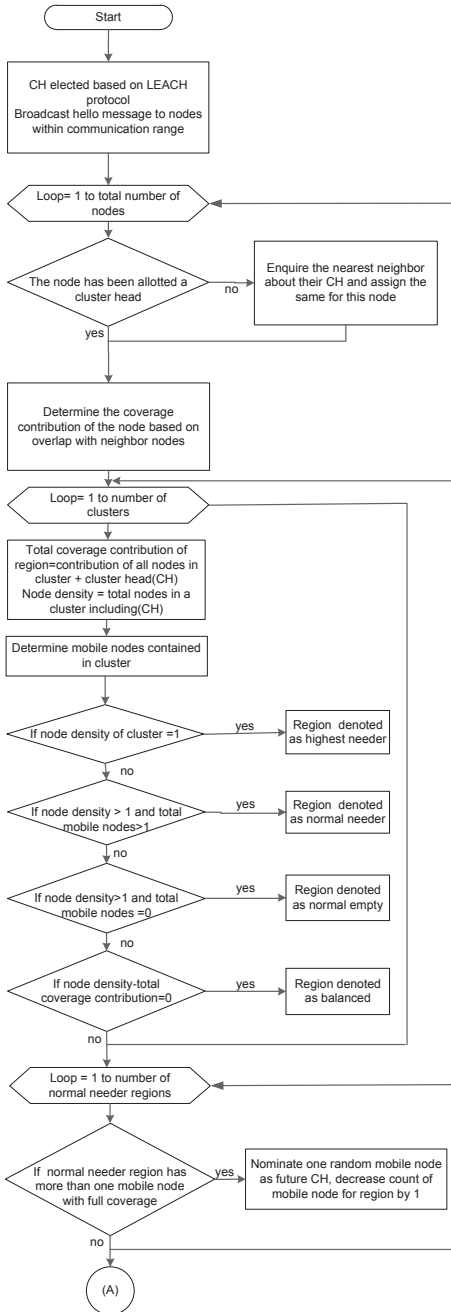 Start
CH elected based on LEACH
protocol
Broadcast hello message to nodes
within communication range
Loop= 1 to total number of
nodes
The node has been allotted a
cluster head
no
Enquire the nearest neighbor
about their CH and assign the
same for this node
yes
Determine the coverage
contribution of the node based on
overlap with neighbor nodes
Loop= 1 to number of
clusters
Total coverage contribution of
region=contribution of all nodes in
cluster + cluster head(CH)
Node density = total nodes in a
cluster including(CH)
Determine mobile nodes contained
in cluster
If node density of cluster =1
yes
Region denoted
as highest needer
no
If node density > 1 and total
mobile nodes>1
yes
Region denoted
as normal needer
no
If node density>1 and total
mobile nodes =0
yes
Region denoted
as normal empty
no
If node density-total
coverage contribution=0
yes
Region denoted
as balanced
no
Loop = 1 to number of
normal needer regions
If normal needer region has
more than one mobile node
with full coverage
yes
Nominate one random mobile node
as future CH, decrease count of
mobile node for region by 1
no
(A)